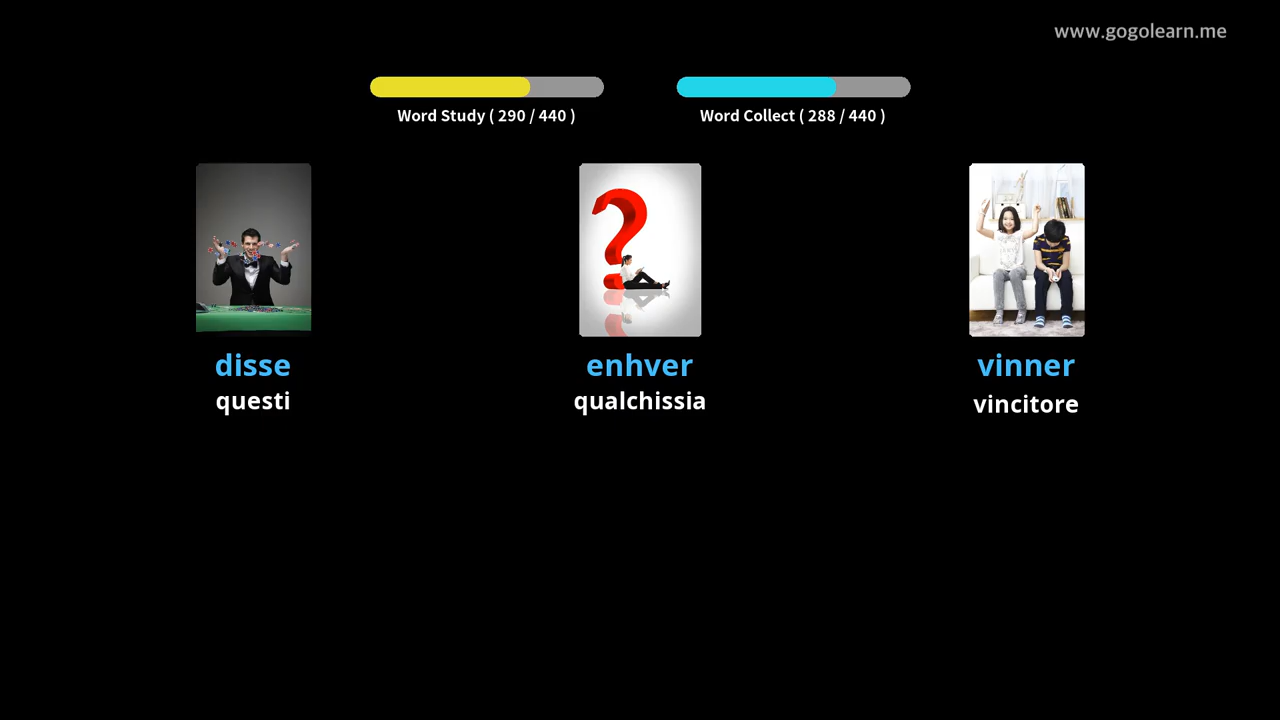 www.gogolearn.me
Word Study ( 290 / 440 )
Word Collect ( 288 / 440 )
disse
questi
enhver
qualchissia
vinner
vincitore